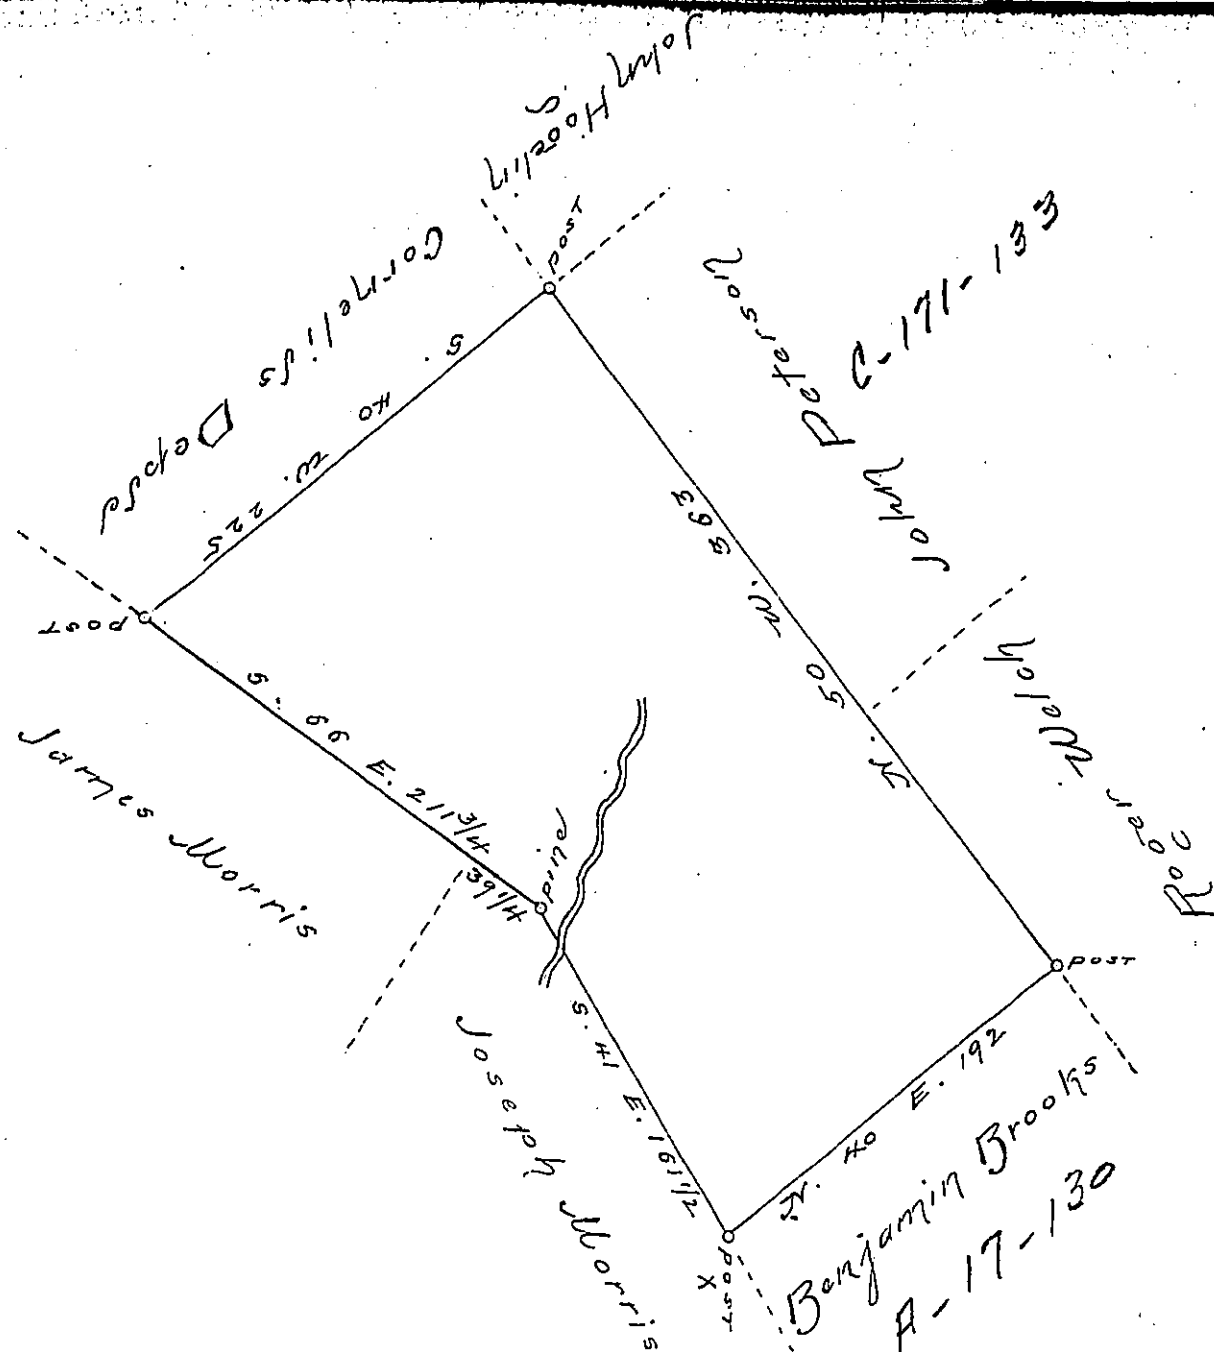 John Hooglin
POST
Cornelius Depue
S. 40 W. 225
John Peterson
C-171-133
N. 50 W. 363
POST
Roger Welch
James Morris
S. 66 E. 211 3/4
39 1/4
Pine
POST
S. 41 E. 161 1/2
Joseph Morris
N. 40 E. 192
POST
X
Benjamin Brooks
A-17-130